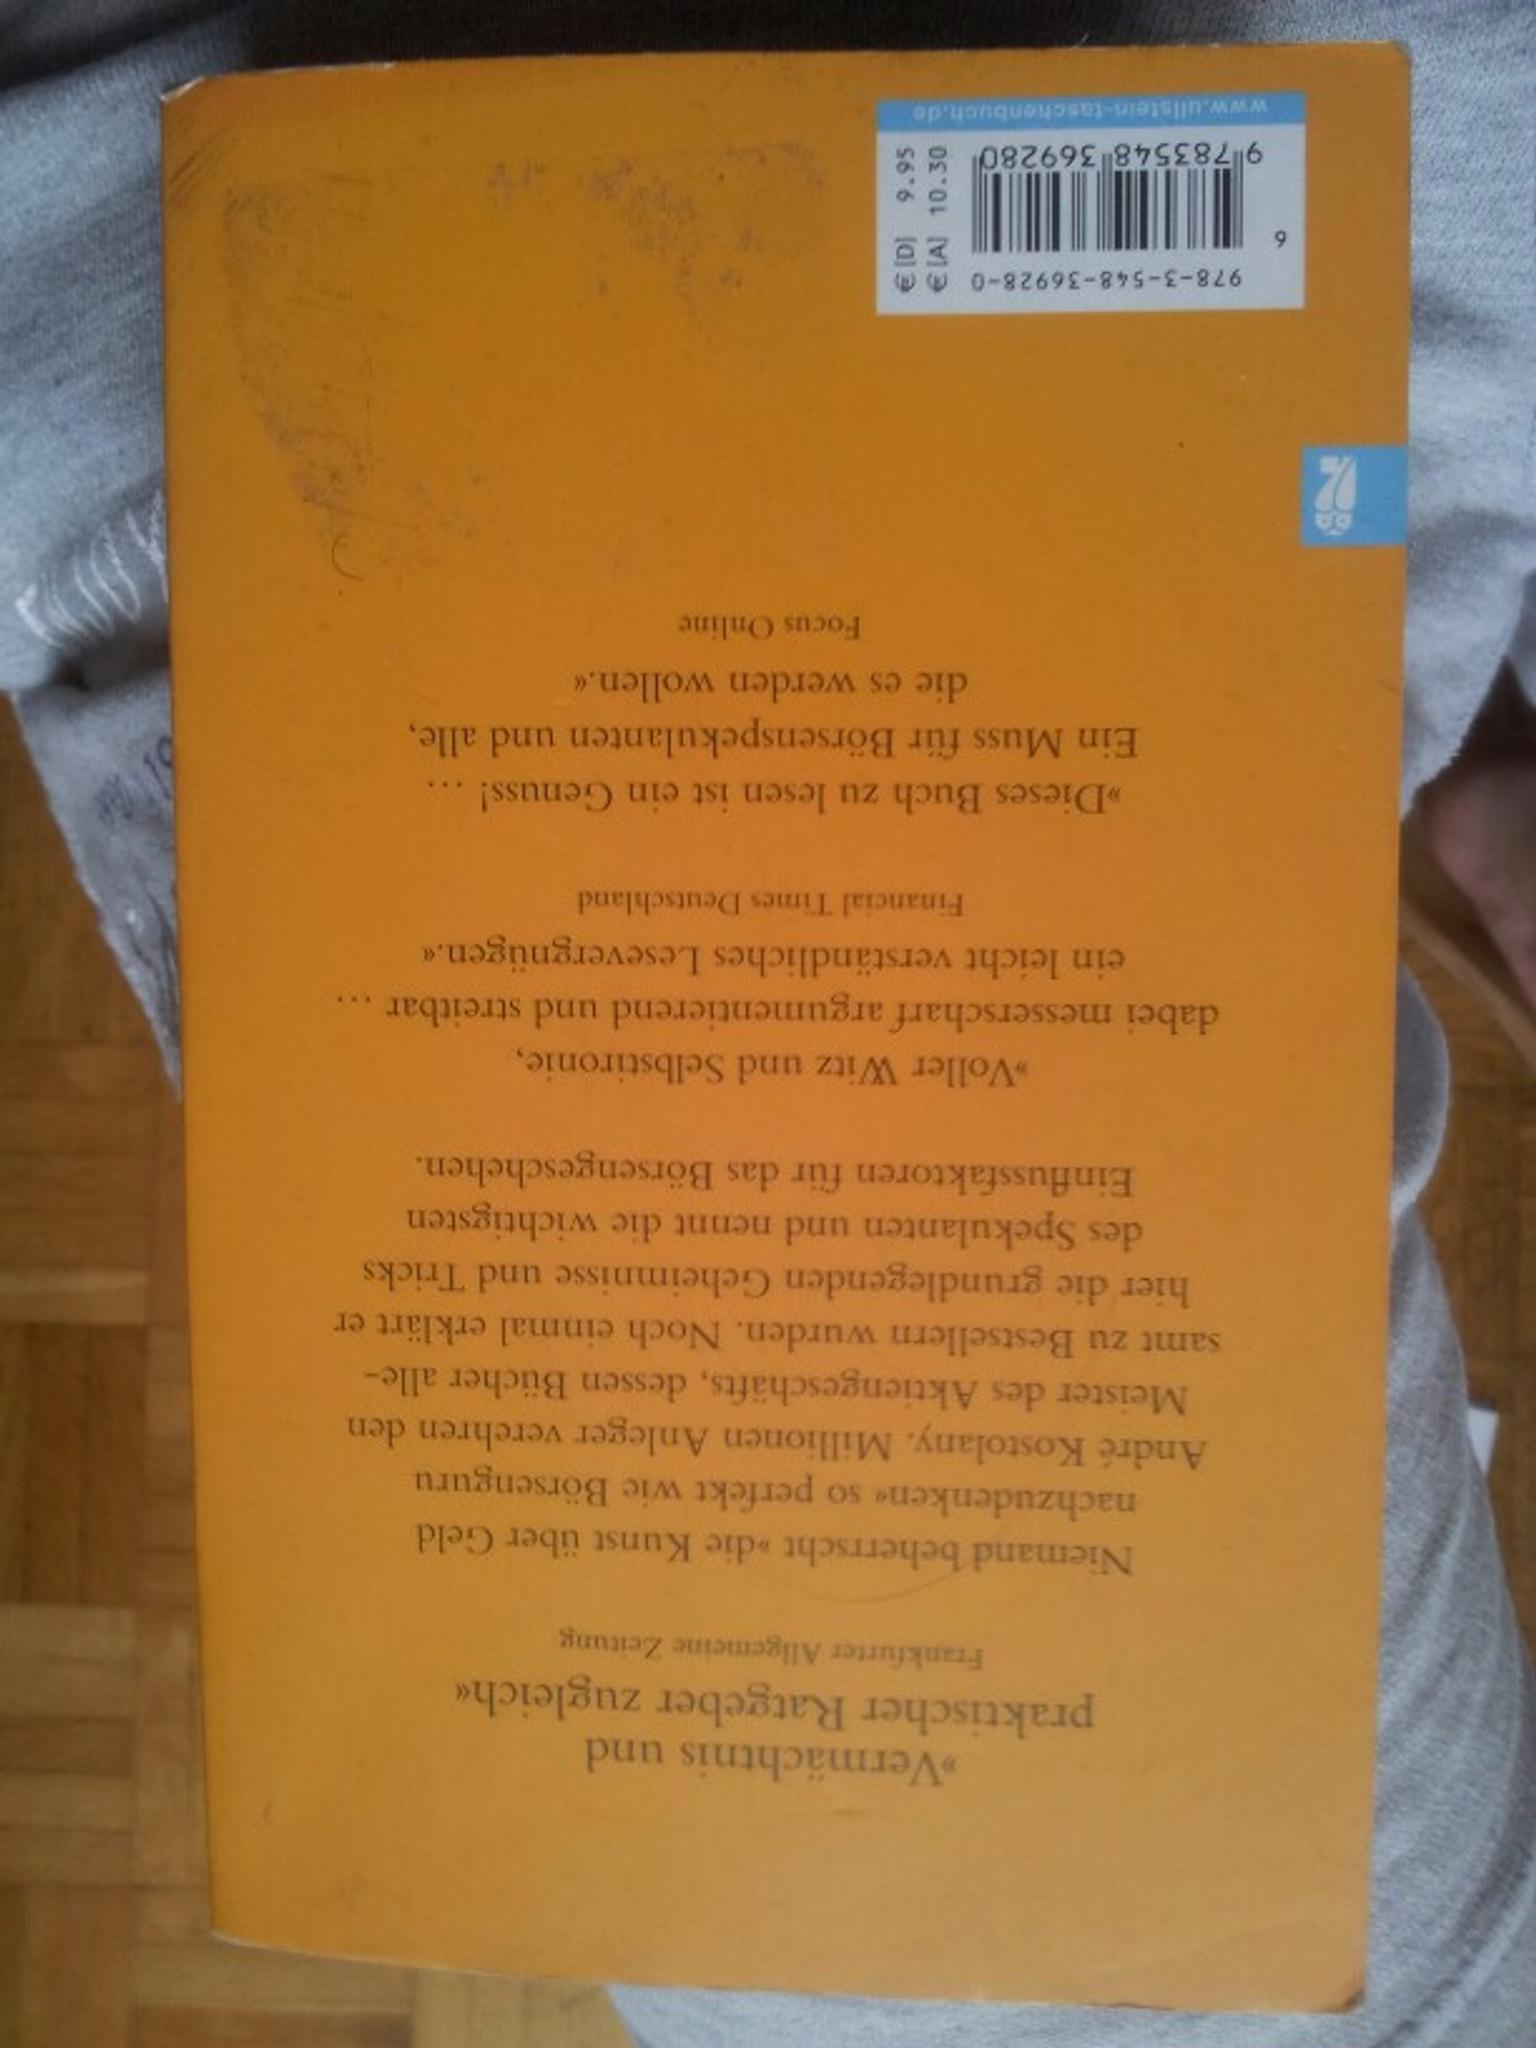 »Vermächtnis und
praktischer Ratgeber zugleich«
Frankfurter Allgemeine Zeitung
Niemand beherrscht »die Kunst über Geld
nachzudenken« so perfekt wie Börsenguru
André Kostolany. Millionen Anleger verehren den
Meister des Aktiengeschäfts, dessen Bücher alle-
samt zu Bestsellern wurden. Noch einmal erklärt er
hier die grundlegenden Geheimnisse und Tricks
des Spekulanten und nennt die wichtigsten
Einflussfaktoren für das Börsengeschehen.
»Voller Witz und Selbstironie,
dabei messerscharf argumentierend und streitbar …
ein leicht verständliches Lesevergnügen.«
Financial Times Deutschland
»Dieses Buch zu lesen ist ein Genuss! …
Ein Muss für Börsenspekulanten und alle,
die es werden wollen.«
Focus Online
978-3-548-36928-0
6
9 783548 369280
€ [D] 9.95
€ [A] 10.30
www.ullstein-taschenbuch.de